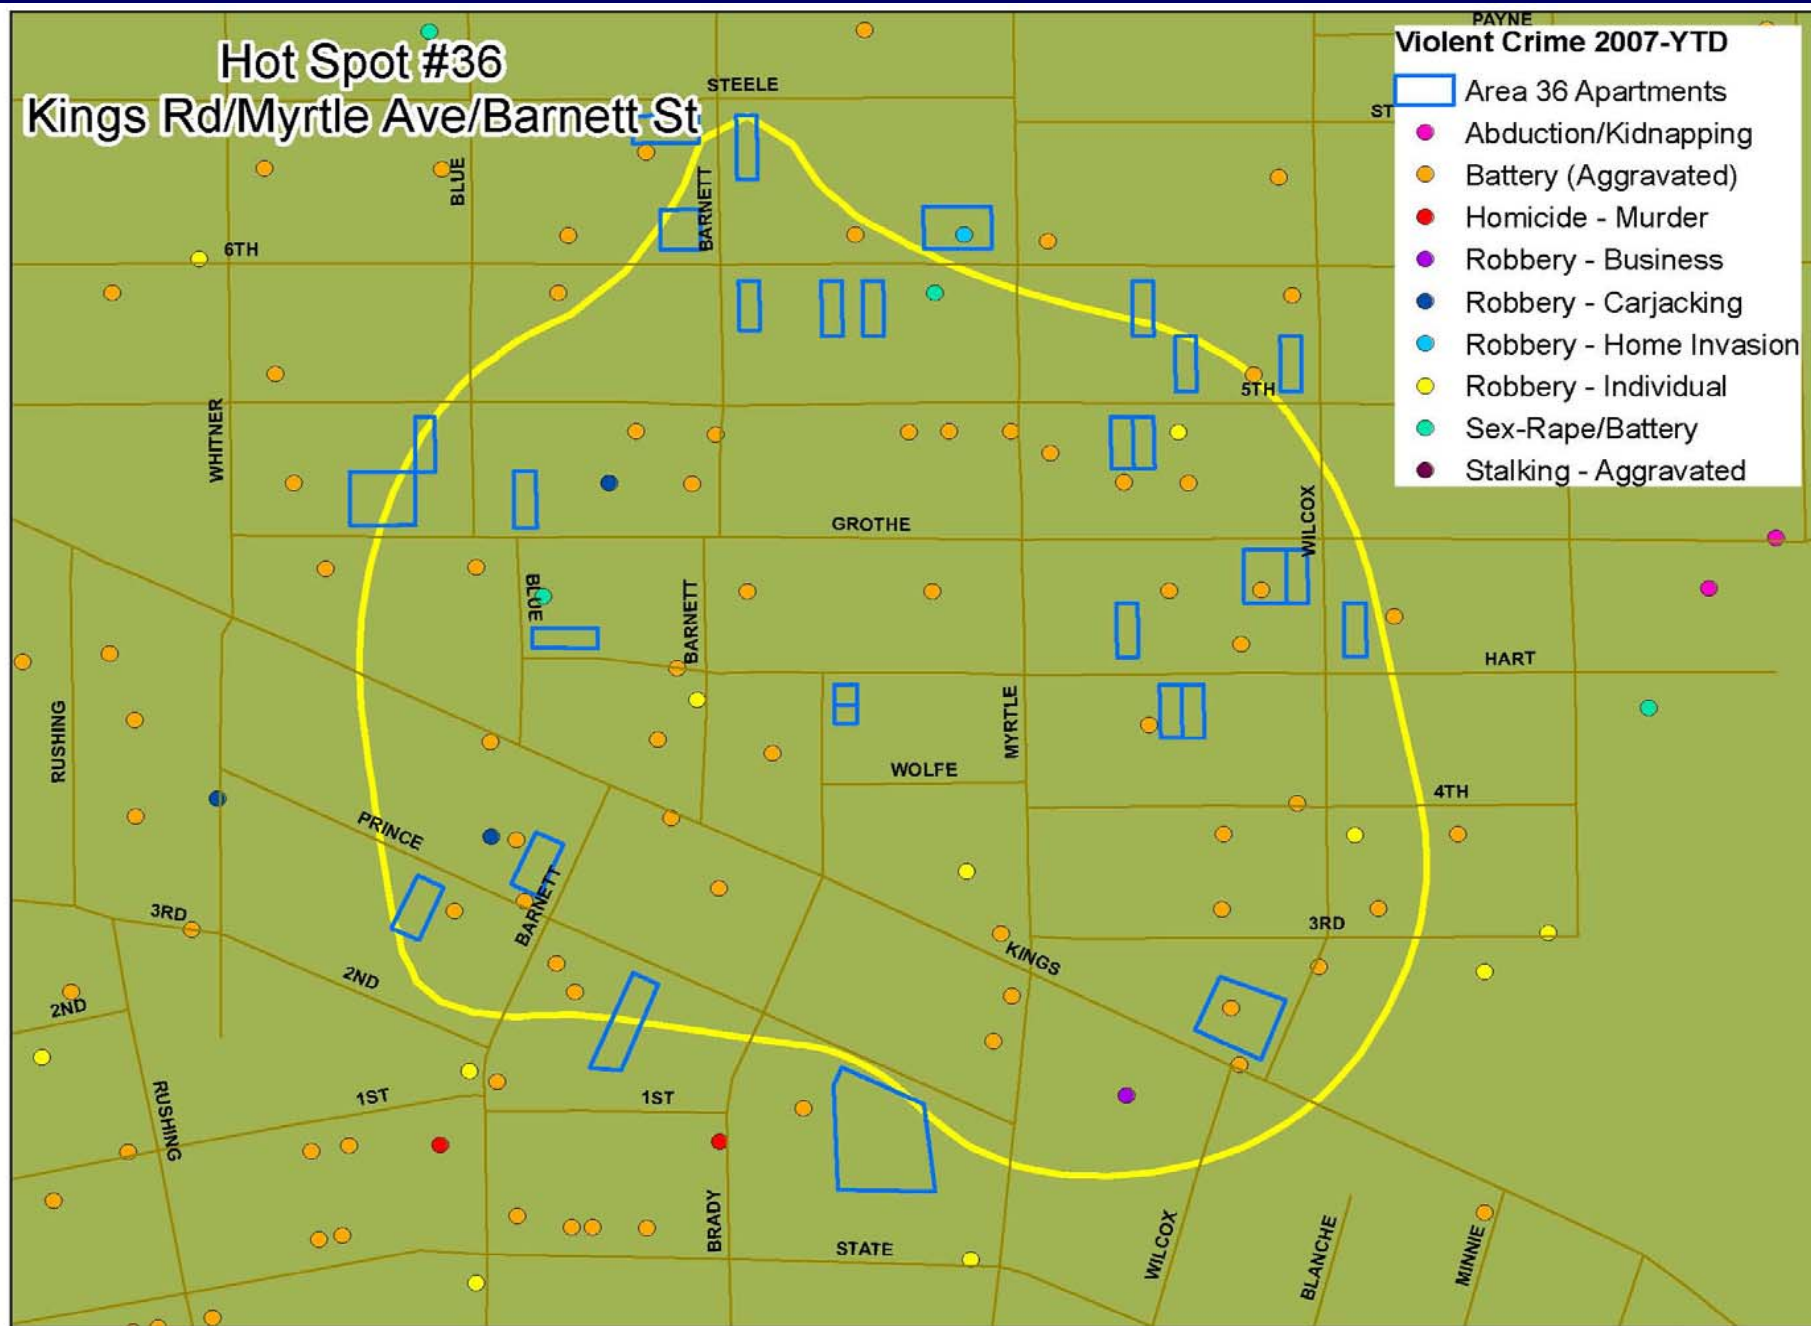 Hot Spot #36
Kings Rd/Myrtle Ave/Barnett St
PAYNE
Violent Crime 2007-YTD
Area 36 Apartments
Abduction/Kidnapping
Battery (Aggravated)
Homicide - Murder
Robbery - Business
Robbery - Carjacking
Robbery - Home Invasion
Robbery - Individual
Sex-Rape/Battery
Stalking - Aggravated
STEELE
ST
BLUE
BARNETT
6TH
5TH
WHITNER
WILCOX
GROTHE
BLUE
BARNETT
HART
RUSHING
MYRTLE
WOLFE
4TH
PRINCE
BARNETT
3RD
3RD
KINGS
2ND
2ND
RUSHING
1ST
1ST
BRADY
STATE
WILCOX
BLANCHE
MINNIE